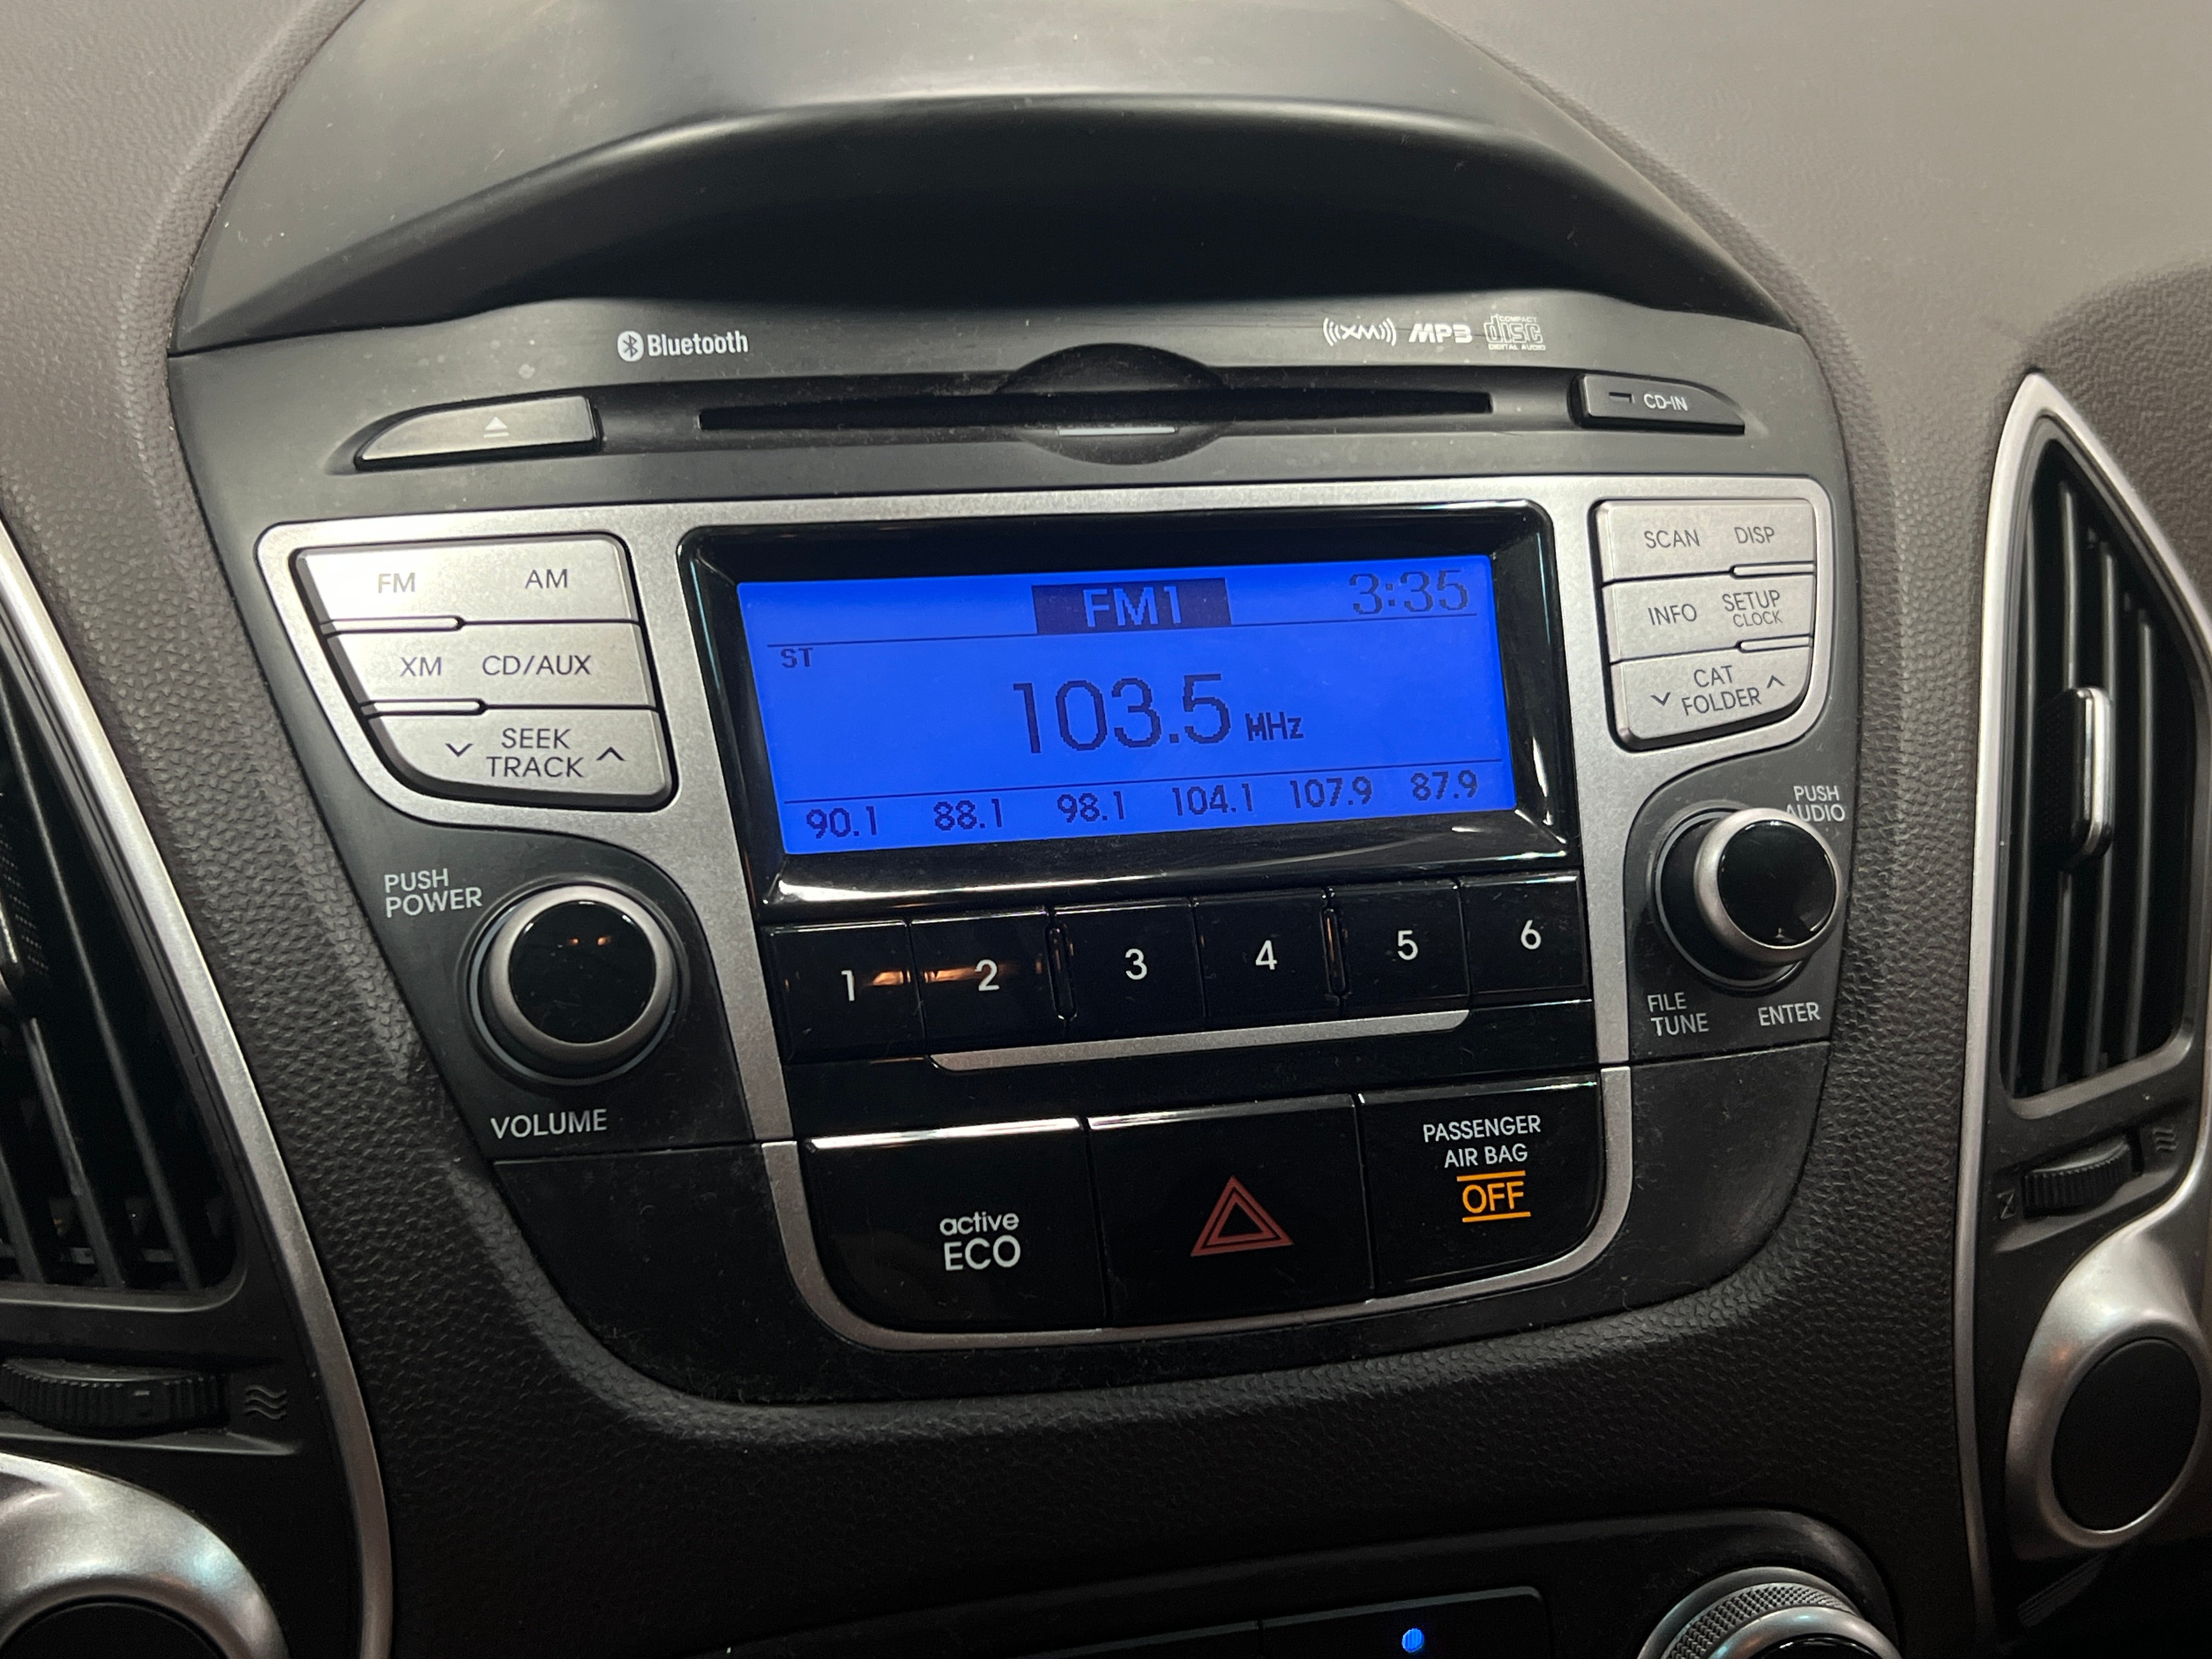 Bluetooth
((XM)) MP3 COMPACT disc DIGITAL AUDIO
CD-IN
FM AM
XM CD/AUX
SEEK
TRACK
FM1 3:35
ST
103.5 MHz
90.1 88.1 98.1 104.1 107.9 87.9
SCAN DISP
INFO SETUP
CLOCK
CAT
FOLDER
PUSH
POWER
VOLUME
1 2 3 4 5 6
PUSH
AUDIO
FILE
TUNE
ENTER
active
ECO
PASSENGER
AIR BAG
OFF